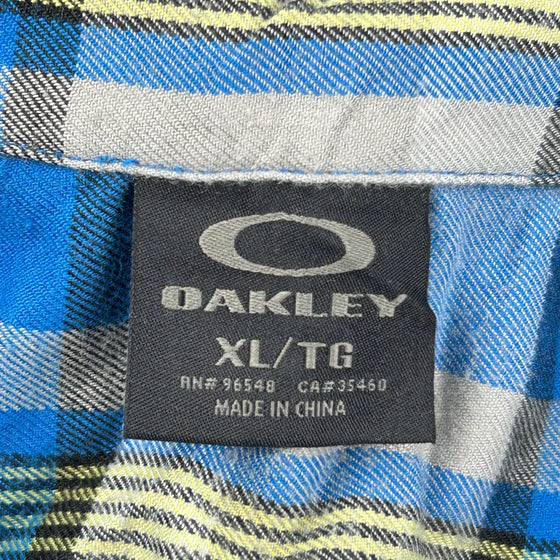 OAKLEY
XL/TG
RN# 96548 CA#35460
MADE IN CHINA